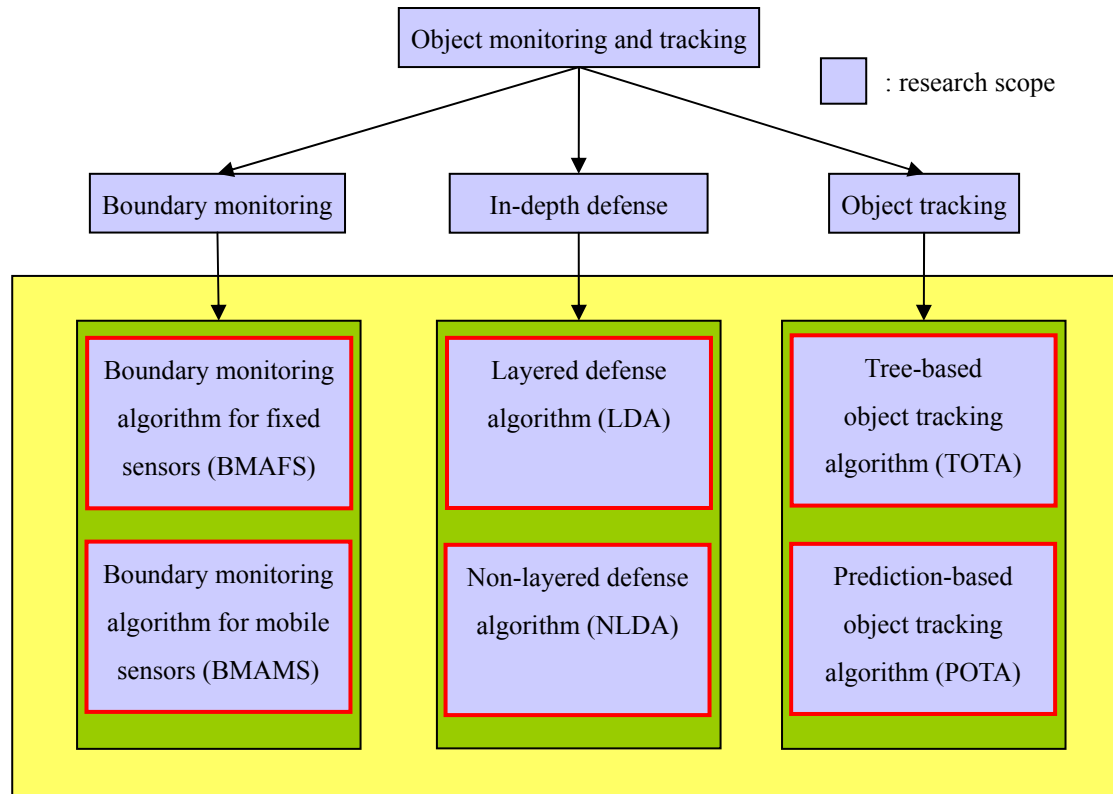 Object monitoring and tracking
: research scope
Boundary monitoring
In-depth defense
Object tracking
Boundary monitoring
algorithm for fixed
sensors (BMAFS)
Layered defense
algorithm (LDA)
Tree-based
object tracking
algorithm (TOTA)
Boundary monitoring
algorithm for mobile
sensors (BMAMS)
Non-layered defense
algorithm (NLDA)
Prediction-based
object tracking
algorithm (POTA)